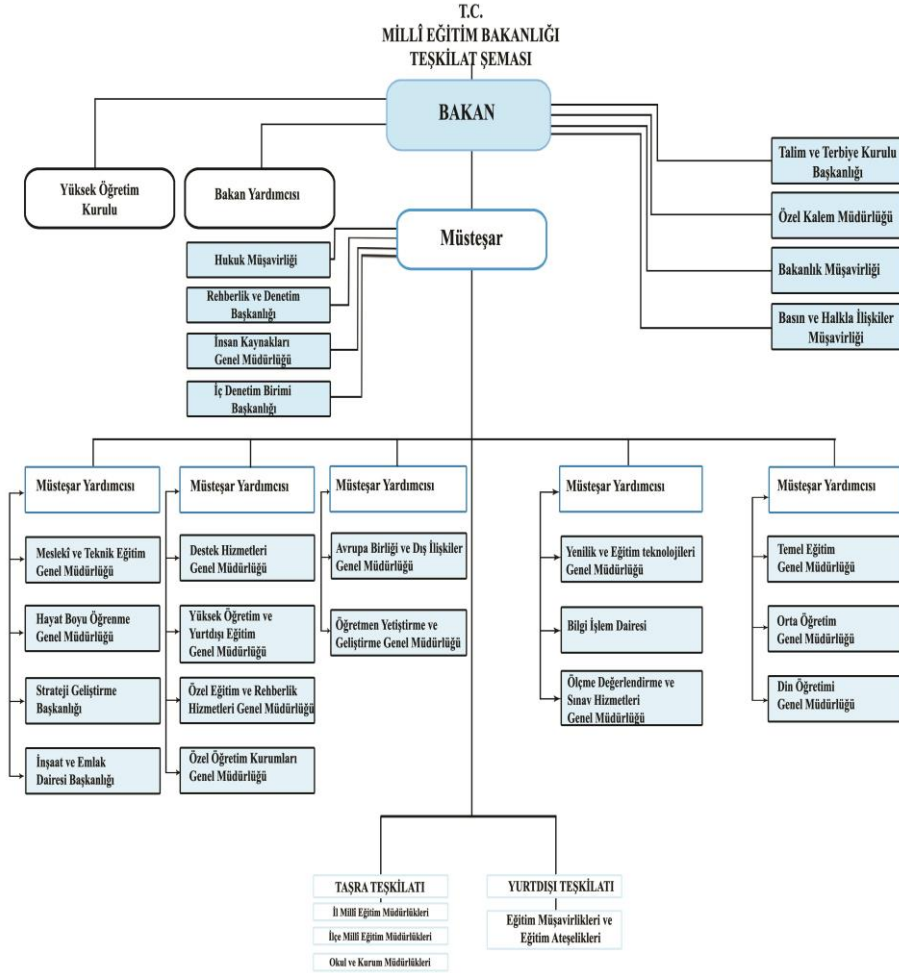 T.C.
MİLLÎ EĞİTİM BAKANLIĞI
TEŞKİLAT ŞEMASI
BAKAN
Yüksek Öğretim
Kurulu
Bakan Yardımcısı
Talim ve Terbiye Kurulu
Başkanlığı
Özel Kalem Müdürlüğü
Bakanlık Müşavirliği
Basın ve Halkla İlişkiler
Müşavirliği
Müsteşar
Hukuk Müşavirliği
Rehberlik ve Denetim
Başkanlığı
İnsan Kaynakları
Genel Müdürlüğü
İç Denetim Birimi
Başkanlığı
Müsteşar Yardımcısı
Meslekî ve Teknik Eğitim
Genel Müdürlüğü
Hayat Boyu Öğrenme
Genel Müdürlüğü
Strateji Geliştirme
Başkanlığı
İnşaat ve Emlak
Dairesi Başkanlığı
Müsteşar Yardımcısı
Destek Hizmetleri
Genel Müdürlüğü
Yüksek Öğretim ve
Yurtdışı Eğitim
Genel Müdürlüğü
Özel Eğitim ve Rehberlik
Hizmetleri Genel Müdürlüğü
Özel Öğretim Kurumları
Genel Müdürlüğü
Müsteşar Yardımcısı
Avrupa Birliği ve Dış İlişkiler
Genel Müdürlüğü
Öğretmen Yetiştirme ve
Geliştirme Genel Müdürlüğü
Müsteşar Yardımcısı
Yenilik ve Eğitim teknolojileri
Genel Müdürlüğü
Bilgi İşlem Dairesi
Ölçme Değerlendirme ve
Sınav Hizmetleri
Genel Müdürlüğü
Müsteşar Yardımcısı
Temel Eğitim
Genel Müdürlüğü
Orta Öğretim
Genel Müdürlüğü
Din Öğretimi
Genel Müdürlüğü
TAŞRA TEŞKİLATI
İl Millî Eğitim Müdürlükleri
İlçe Millî Eğitim Müdürlükleri
Okul ve Kurum Müdürlükleri
YURTDIŞI TEŞKİLATI
Eğitim Müşavirlikleri ve
Eğitim Ateşelikleri